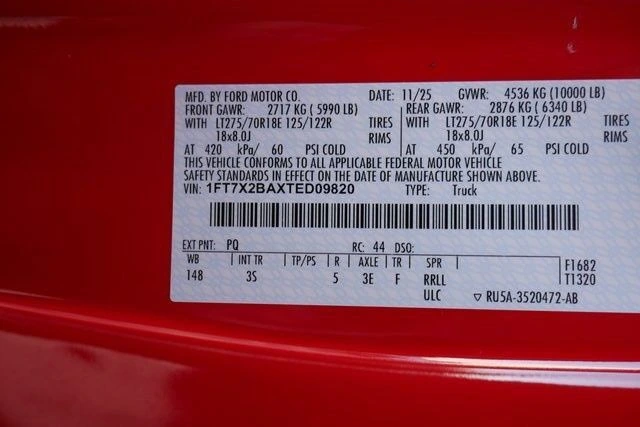 MFD. BY FORD MOTOR CO. DATE: 11/25 GVWR: 4536 KG (10000 LB)
FRONT GAWR: 2717 KG ( 5990 LB) REAR GAWR: 2876 KG ( 6340 LB)
WITH LT275/70R18E 125/122R TIRES WITH LT275/70R18E 125/122R TIRES
18x8.0J RIMS 18x8.0J RIMS
AT 420 kPa/ 60 PSI COLD AT 450 kPa/ 65 PSI COLD
THIS VEHICLE CONFORMS TO ALL APPLICABLE FEDERAL MOTOR VEHICLE
SAFETY STANDARDS IN EFFECT ON THE DATE OF MANUFACTURE SHOWN ABOVE.
VIN: 1FT7X2BAXTED09820 TYPE: Truck
EXT PNT: PQ RC: 44 DSO:
WB INT TR TP/PS R AXLE TR SPR F1682
148 3S 5 3E F RRLL T1320
ULC ▽ RU5A-3520472-AB